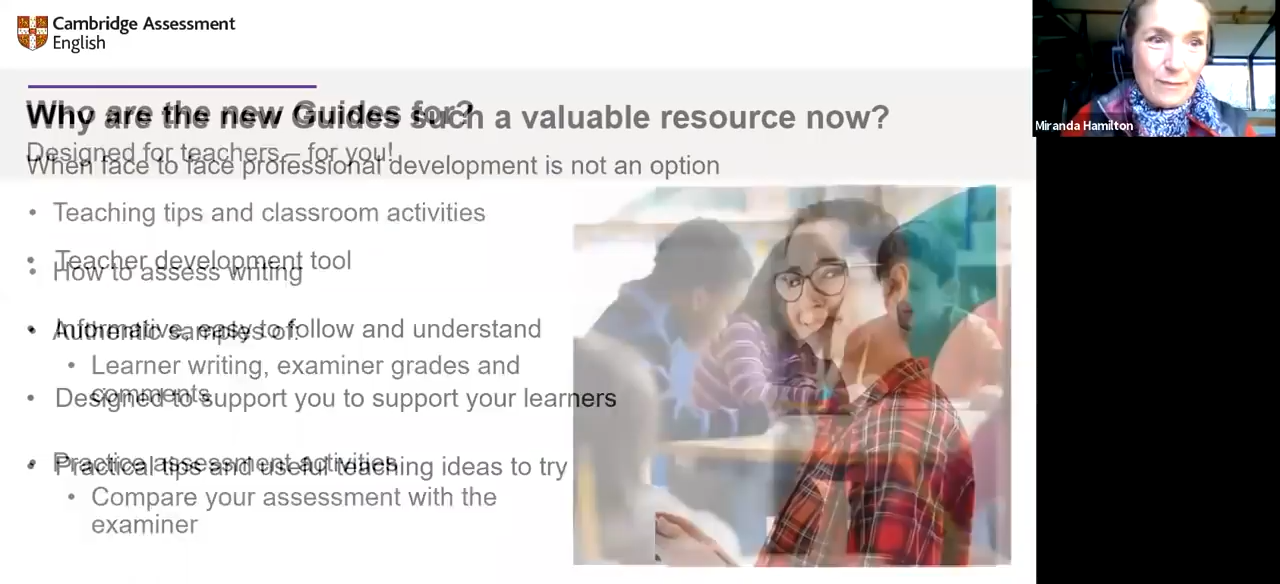 Cambridge Assessment
English
Miranda Hamilton
Who are the new Guides for?
Why are the new Guides such a valuable resource now?
Designed for teachers – for you!
When face to face professional development is not an option
• Teaching tips and classroom activities
• Teacher development tool
• How to assess writing
• Informative, easy to follow and understand
• Authentic samples of:
• Learner writing, examiner grades and
comments
• Designed to support you to support your learners
• Practice assessment activities
• Practical tips and useful teaching ideas to try
• Compare your assessment with the
examiner